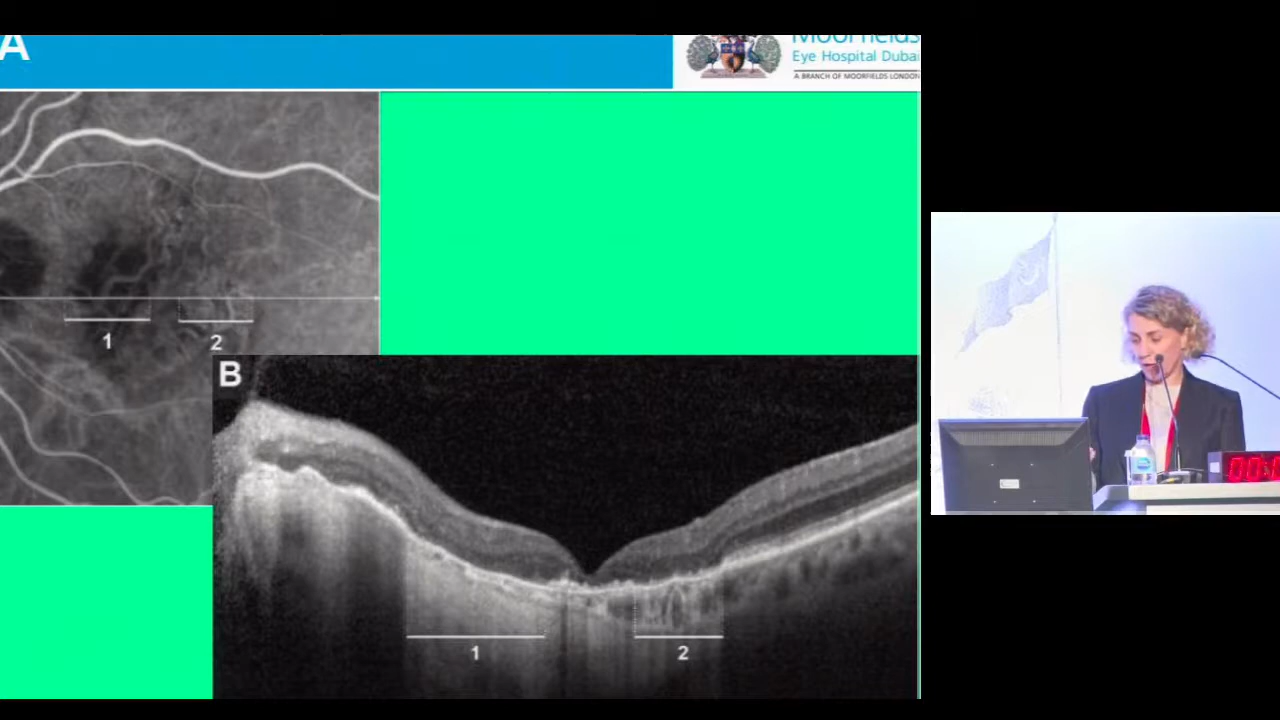 A
Moorfields
Eye Hospital Dubai
A BRANCH OF MOORFIELDS LONDON
1
2
B
1
2